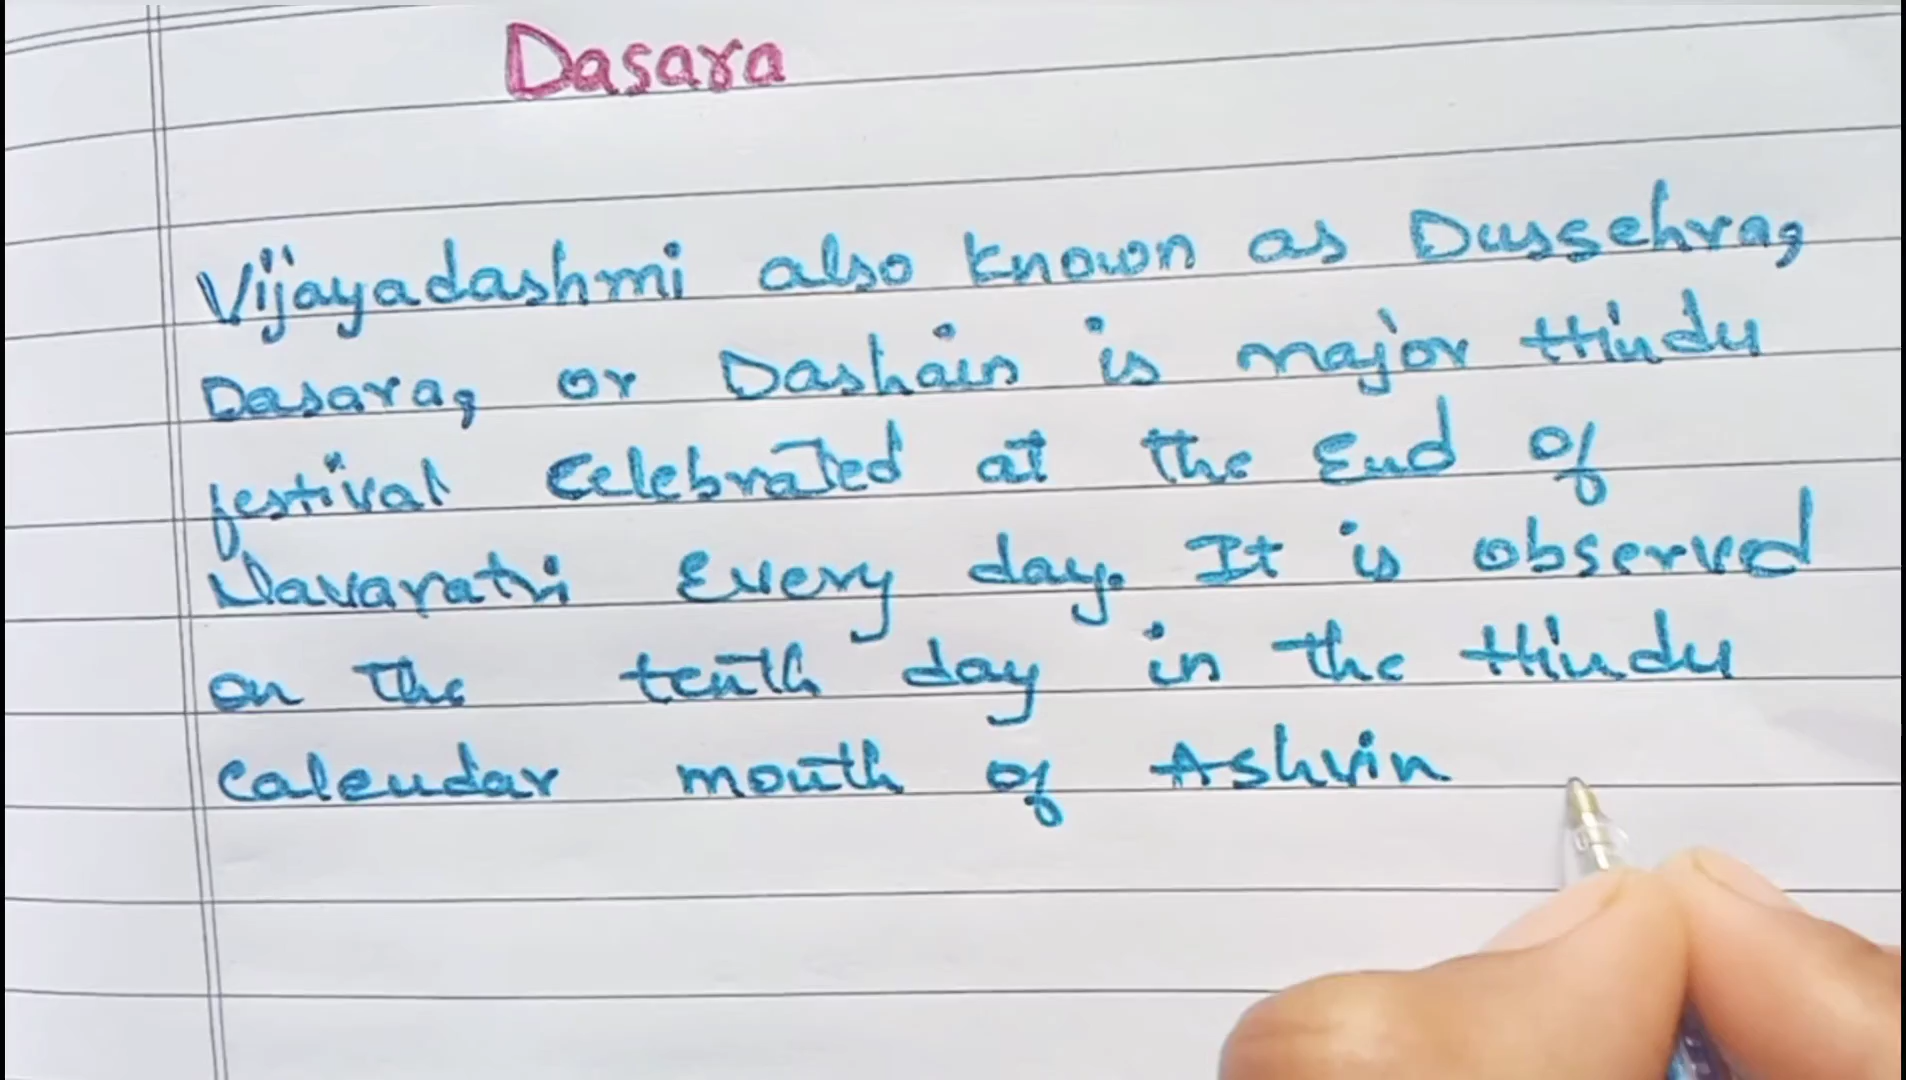 Dasara
Vijayadashmi also known as Dussehra,
Dasara, or Dashain is major Hindu
festival celebrated at the End of
Navaratri Every day. It is observed
on the tenth day in the Hindu
calendar month of Ashvin